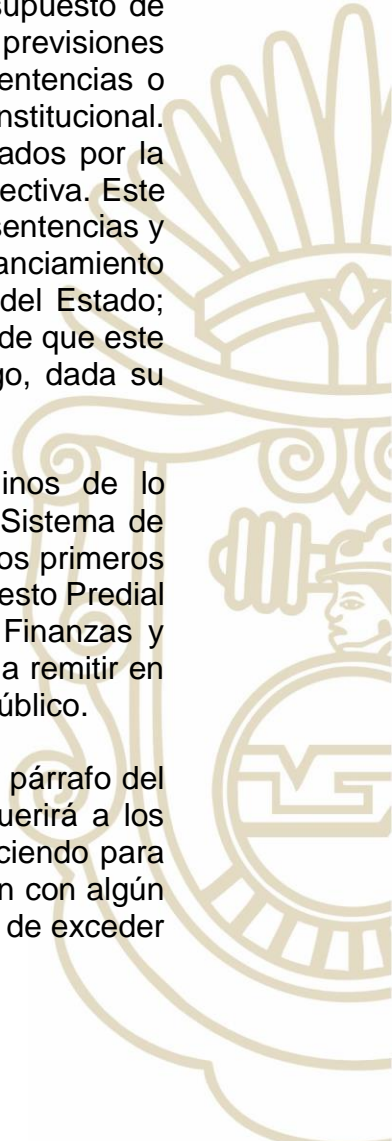 supuesto de
previsiones
entencias o
nstitucional.
ados por la
ectiva. Este
sentencias y
anciamiento
del Estado;
de que este
go, dada su
inos de lo
Sistema de
os primeros
esto Predial
Finanzas y
a remitir en
úblico.
párrafo del
uerirá a los
ciendo para
n con algún
de exceder